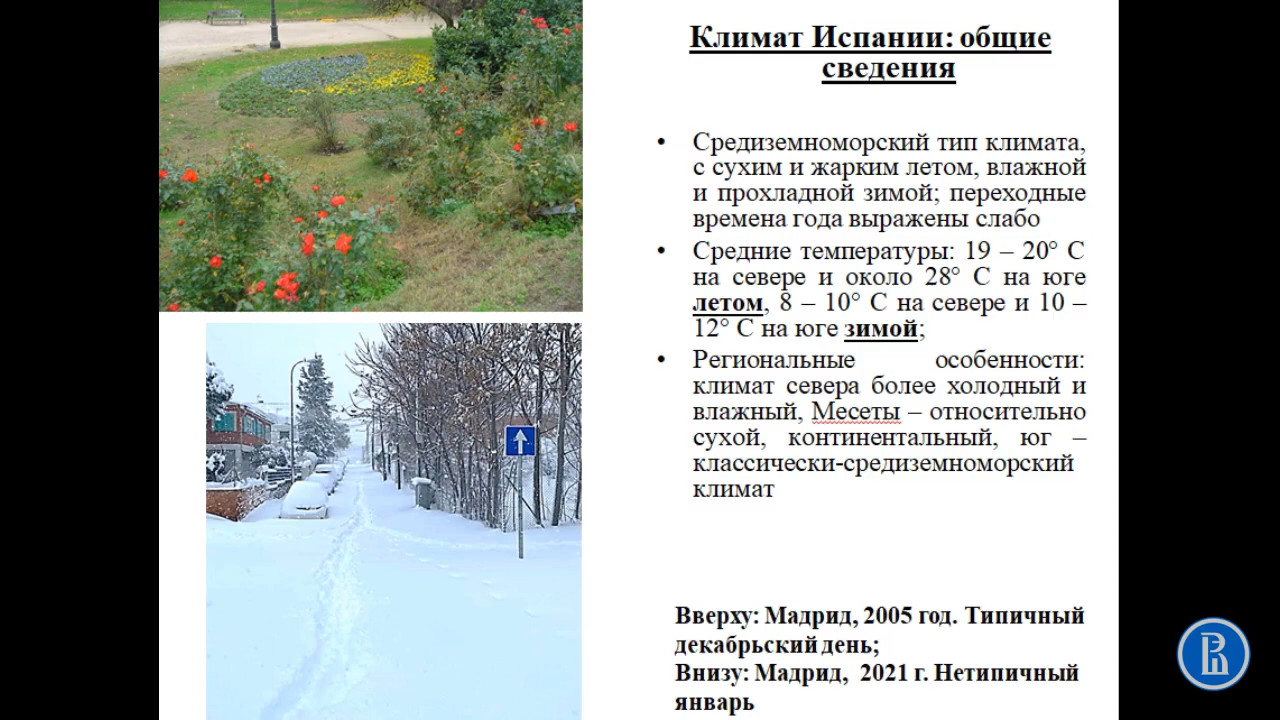 Климат Испании: общие
сведения
• Средиземноморский тип климата,
с сухим и жарким летом, влажной
и прохладной зимой; переходные
времена года выражены слабо
• Средние температуры: 19 – 20° С
на севере и около 28° С на юге
летом, 8 – 10° С на севере и 10 –
12° С на юге зимой;
• Региональные особенности:
климат севера более холодный и
влажный, Месеты – относительно
сухой, континентальный, юг –
классически-средиземноморский
климат
Вверху: Мадрид, 2005 год. Типичный
декабрьский день;
Внизу: Мадрид, 2021 г. Нетипичный
январь